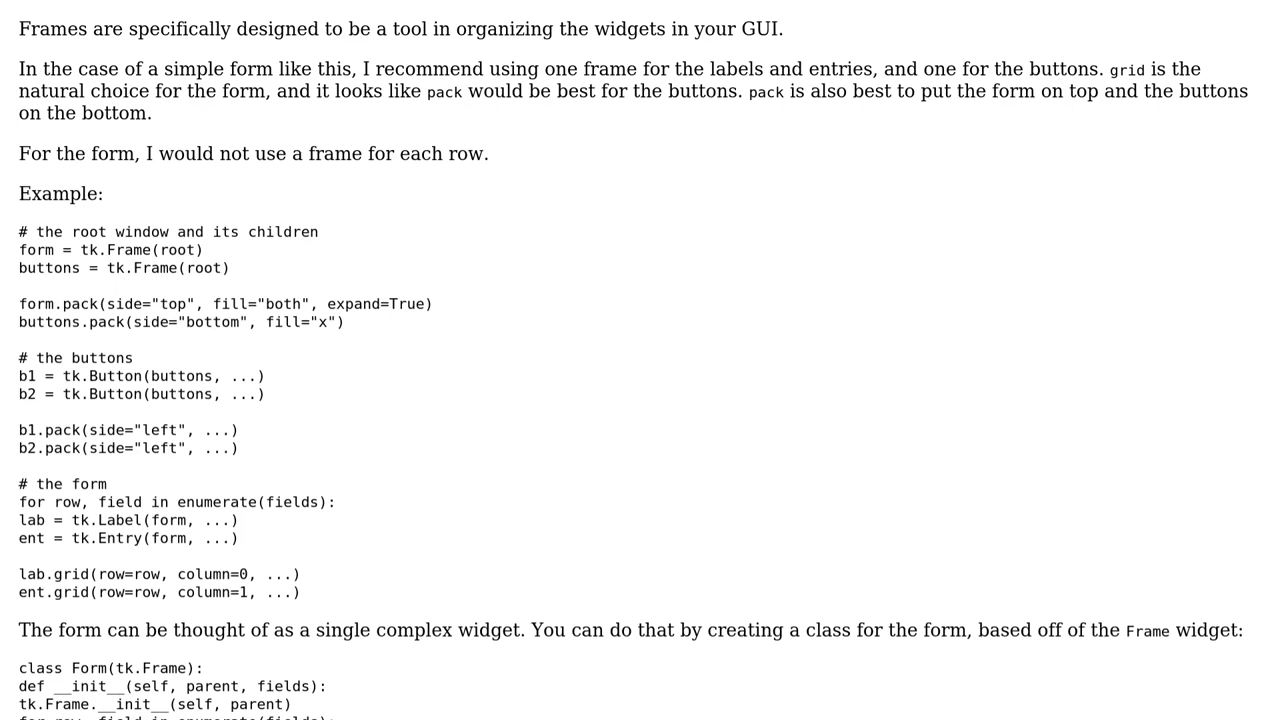 Frames are specifically designed to be a tool in organizing the widgets in your GUI.
In the case of a simple form like this, I recommend using one frame for the labels and entries, and one for the buttons. grid is the
natural choice for the form, and it looks like pack would be best for the buttons. pack is also best to put the form on top and the buttons
on the bottom.
For the form, I would not use a frame for each row.
Example:
# the root window and its children
form = tk.Frame(root)
buttons = tk.Frame(root)
form.pack(side="top", fill="both", expand=True)
buttons.pack(side="bottom", fill="x")
# the buttons
b1 = tk.Button(buttons, ...)
b2 = tk.Button(buttons, ...)
b1.pack(side="left", ...)
b2.pack(side="left", ...)
# the form
for row, field in enumerate(fields):
lab = tk.Label(form, ...)
ent = tk.Entry(form, ...)
lab.grid(row=row, column=0, ...)
ent.grid(row=row, column=1, ...)
The form can be thought of as a single complex widget. You can do that by creating a class for the form, based off of the Frame widget:
class Form(tk.Frame):
def __init__(self, parent, fields):
tk.Frame.__init__(self, parent)
for row, field in enumerate(fields):